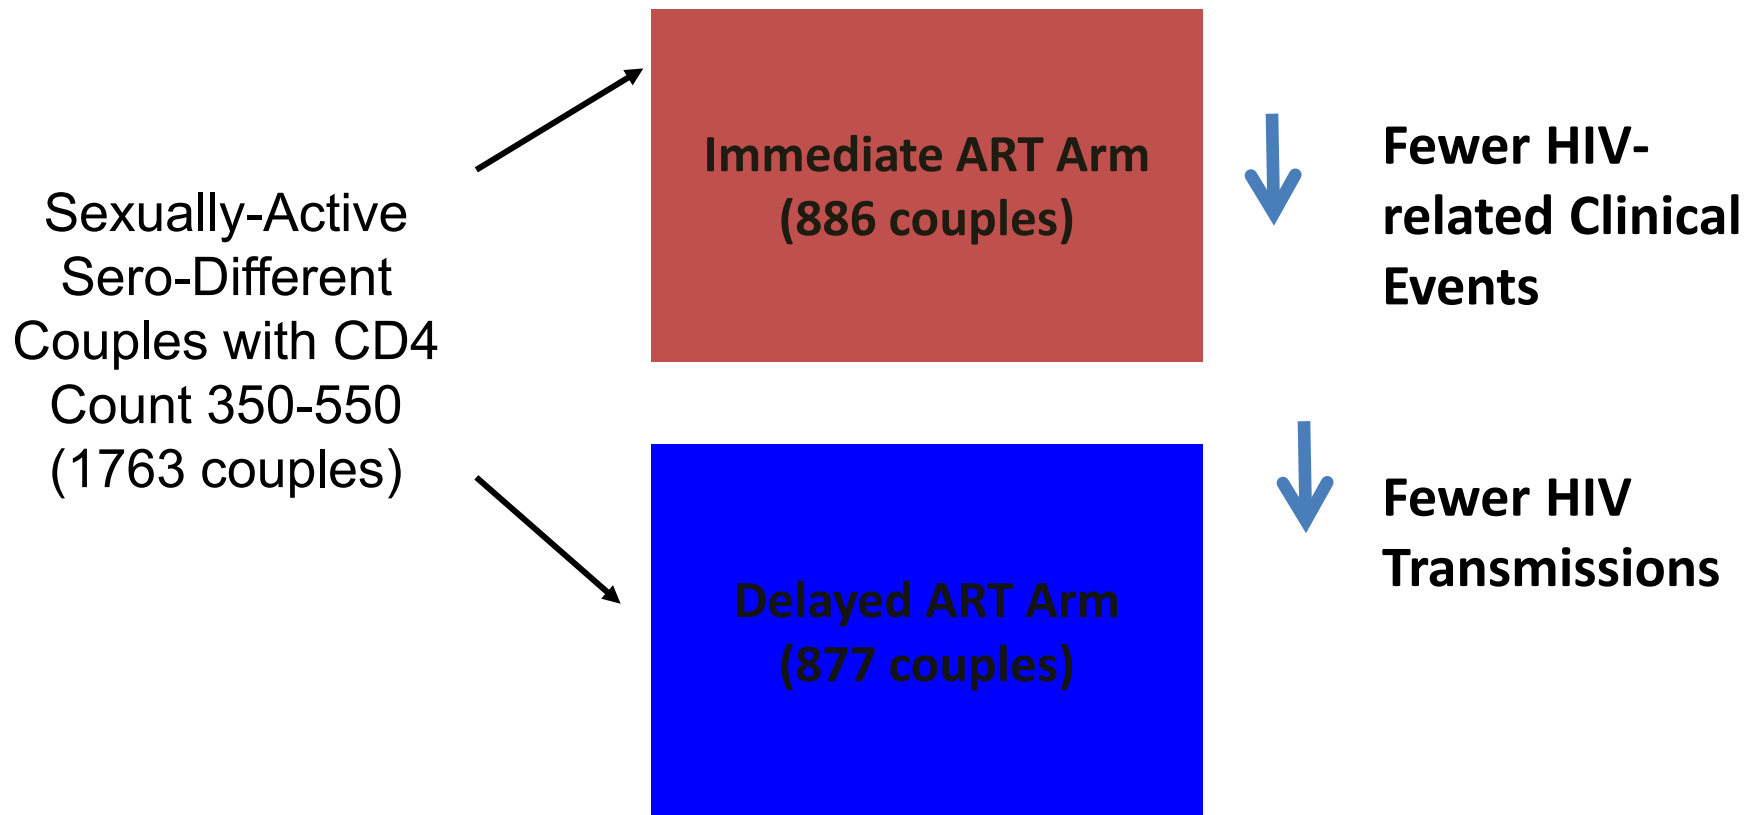 Sexually-Active
Sero-Different
Couples with CD4
Count 350-550
(1763 couples)
Immediate ART Arm
(886 couples)
Delayed ART Arm
(877 couples)
Fewer HIV-
related Clinical
Events
Fewer HIV
Transmissions